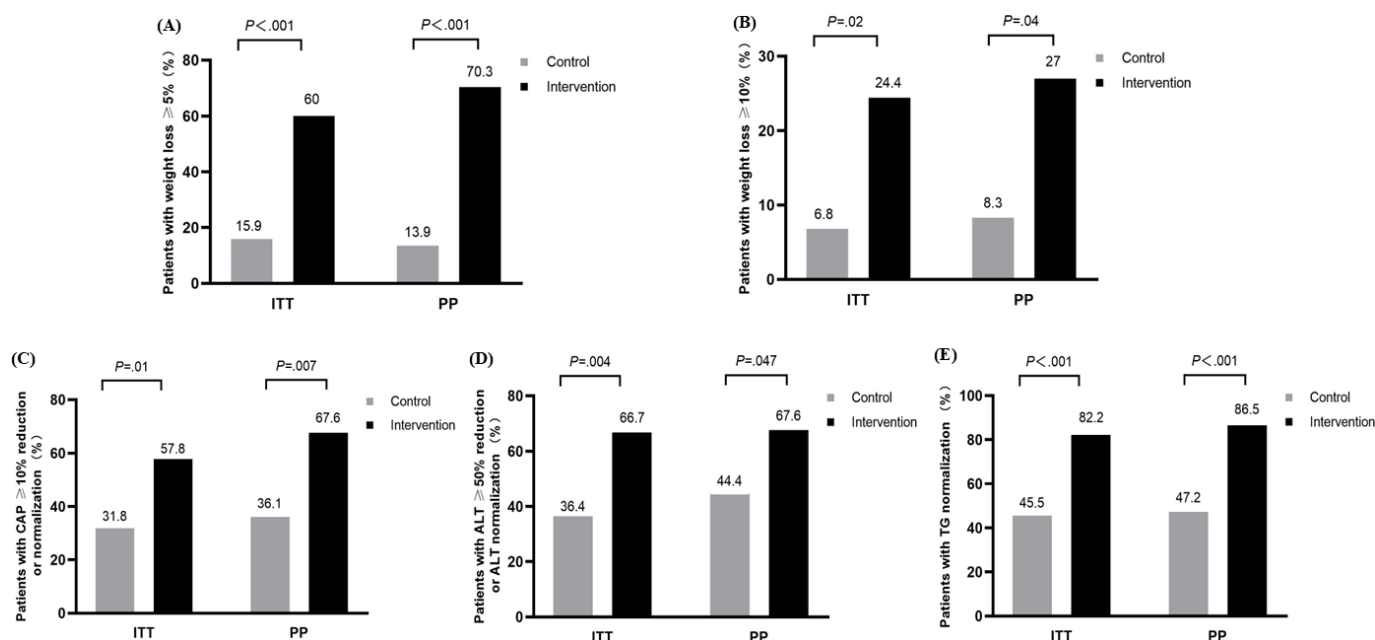 (A)
P＜.001
P＜.001
Patients with weight loss ≥5% (%)
80
60
40
20
0
15.9
60
13.9
70.3
ITT
PP
Control
Intervention
(B)
P=.02
P=.04
Patients with weight loss ≥10% (%)
30
20
10
0
6.8
24.4
8.3
27
ITT
PP
Control
Intervention
(C)
P=.01
P=.007
Patients with CAP ≥10% reduction
or normalization (%)
80
60
40
20
0
31.8
57.8
36.1
67.6
ITT
PP
Control
Intervention
(D)
P=.004
P=.047
Patients with ALT ≥50% reduction
or ALT normalization (%)
80
60
40
20
0
36.4
66.7
44.4
67.6
ITT
PP
Control
Intervention
(E)
P<.001
P<.001
Patients with TG normalization (%)
100
80
60
40
20
0
45.5
82.2
47.2
86.5
ITT
PP
Control
Intervention